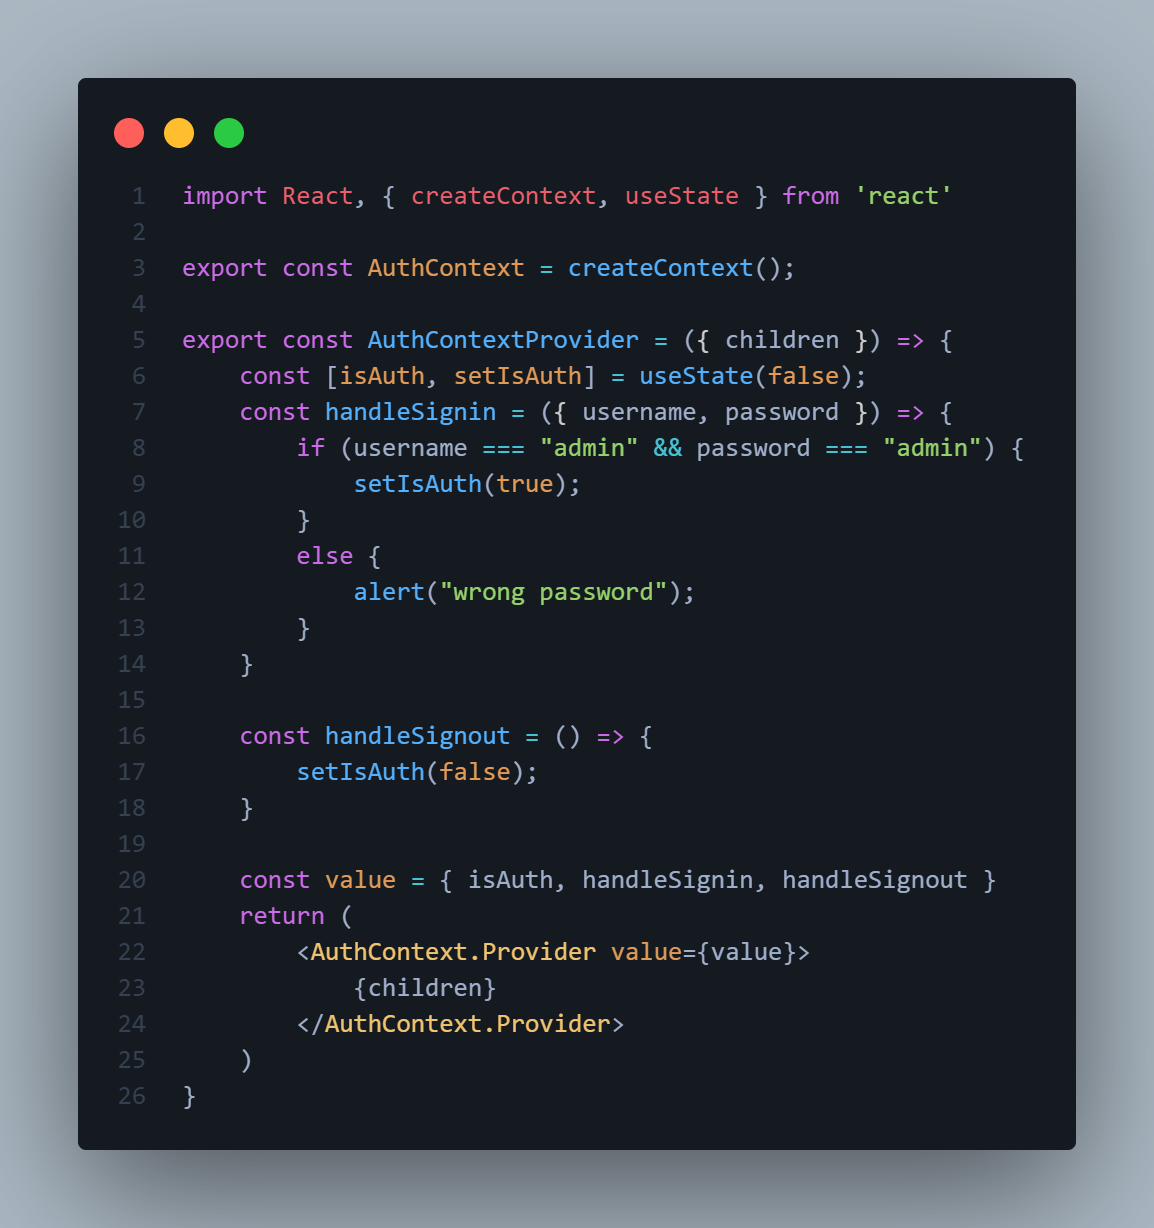 1 import React, { createContext, useState } from 'react'
2
3 export const AuthContext = createContext();
4
5 export const AuthContextProvider = ({ children }) => {
6     const [isAuth, setIsAuth] = useState(false);
7     const handleSignin = ({ username, password }) => {
8         if (username === "admin" && password === "admin") {
9             setIsAuth(true);
10         }
11         else {
12             alert("wrong password");
13         }
14     }
15
16     const handleSignout = () => {
17         setIsAuth(false);
18     }
19
20     const value = { isAuth, handleSignin, handleSignout }
21     return (
22         <AuthContext.Provider value={value}>
23             {children}
24         </AuthContext.Provider>
25     )
26 }